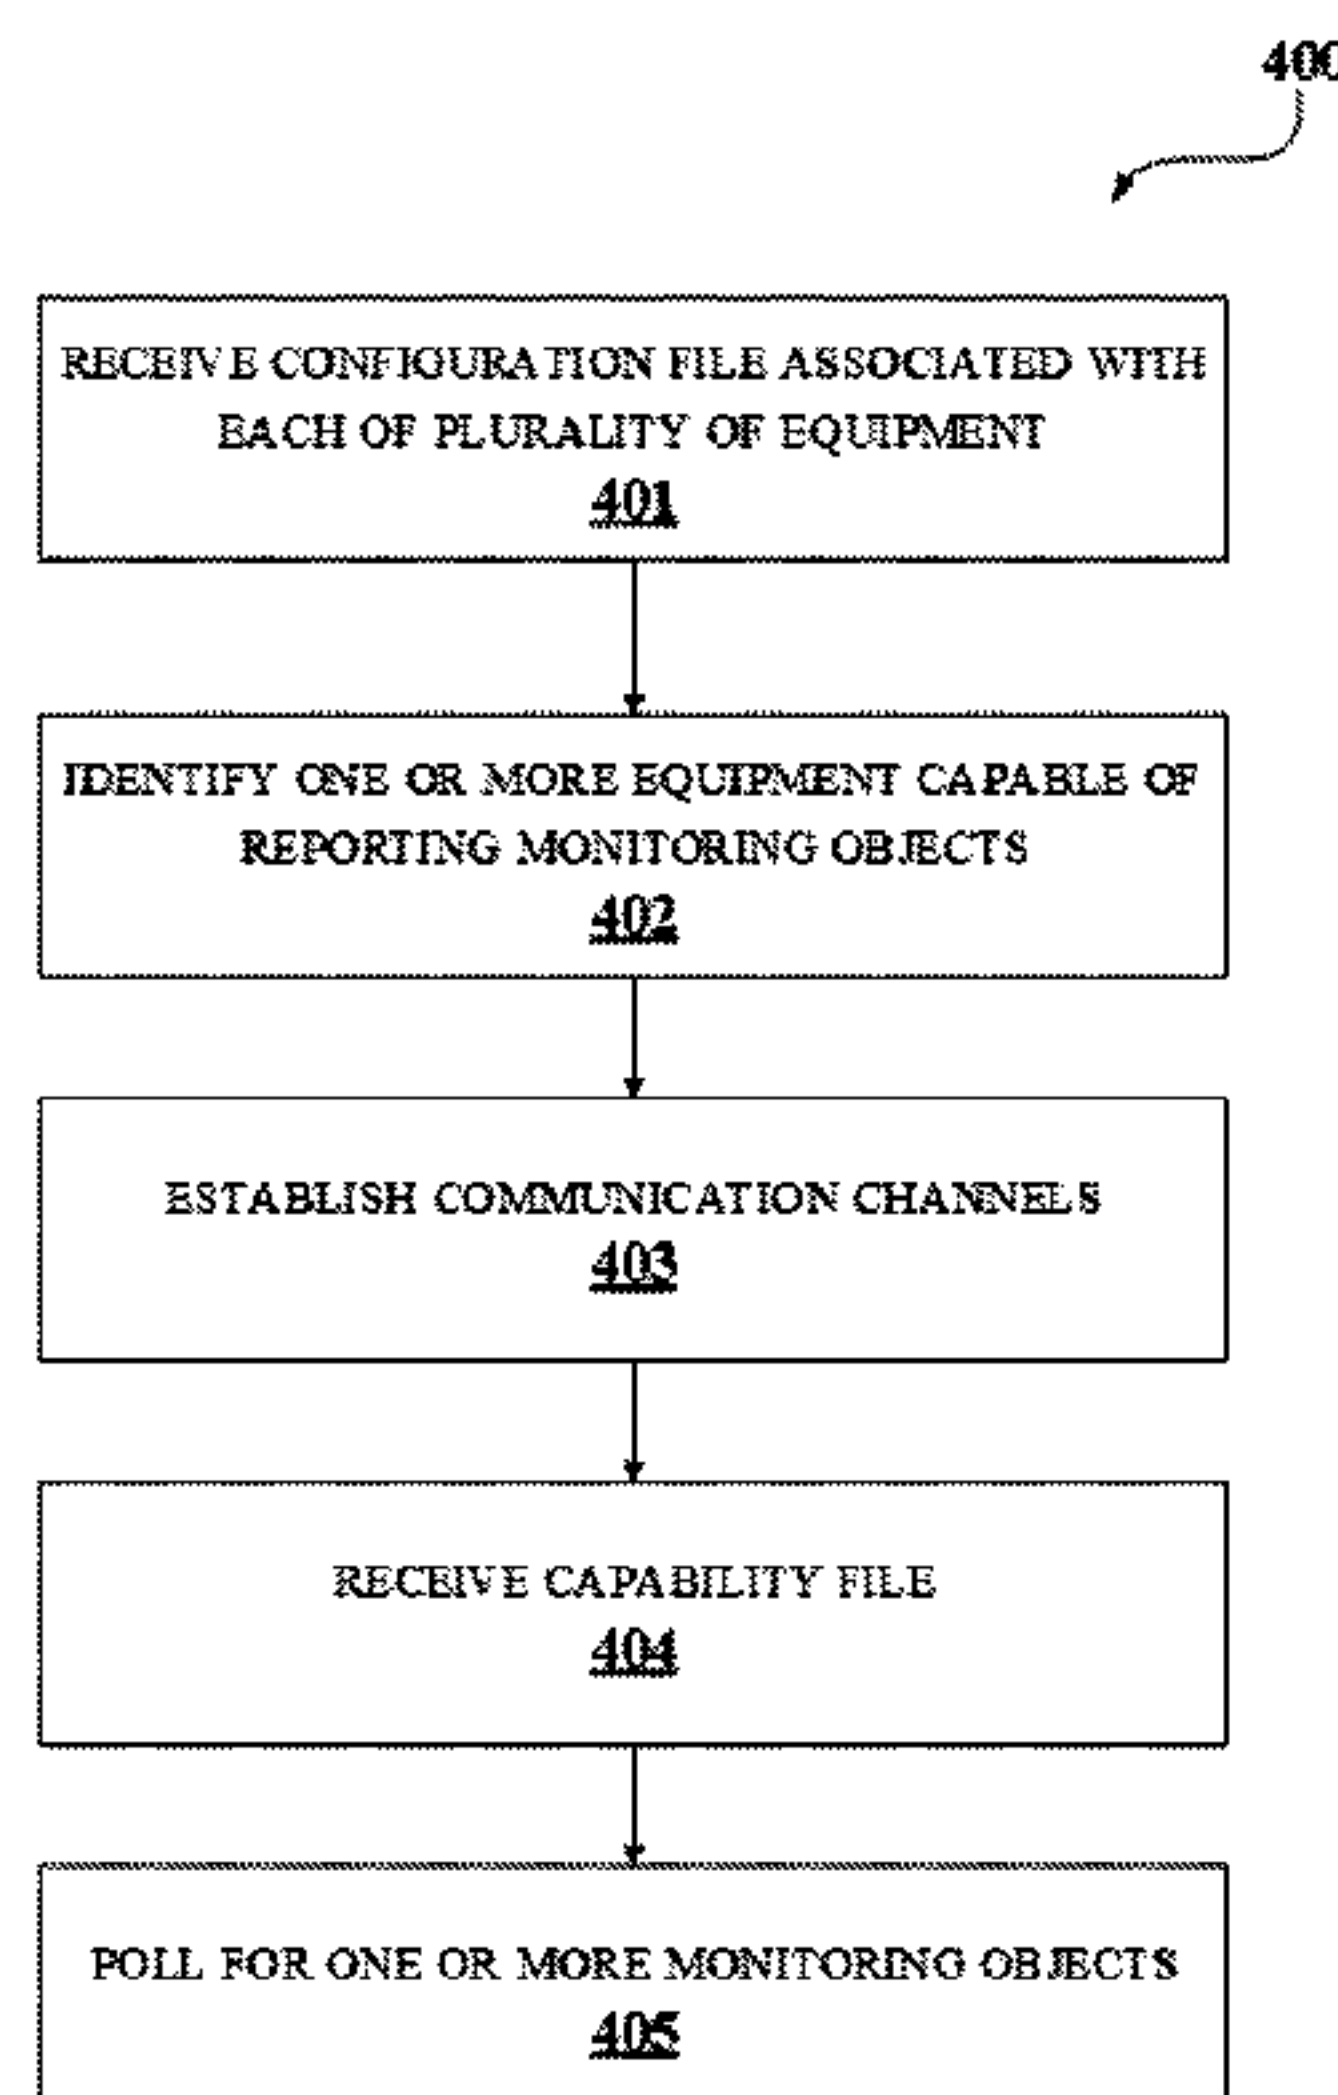 400
RECEIVE CONFIGURATION FILE ASSOCIATED WITH
EACH OF PLURALITY OF EQUIPMENT
401
IDENTIFY ONE OR MORE EQUIPMENT CAPABLE OF
REPORTING MONITORING OBJECTS
402
ESTABLISH COMMUNICATION CHANNELS
403
RECEIVE CAPABILITY FILE
404
POLL FOR ONE OR MORE MONITORING OBJECTS
405